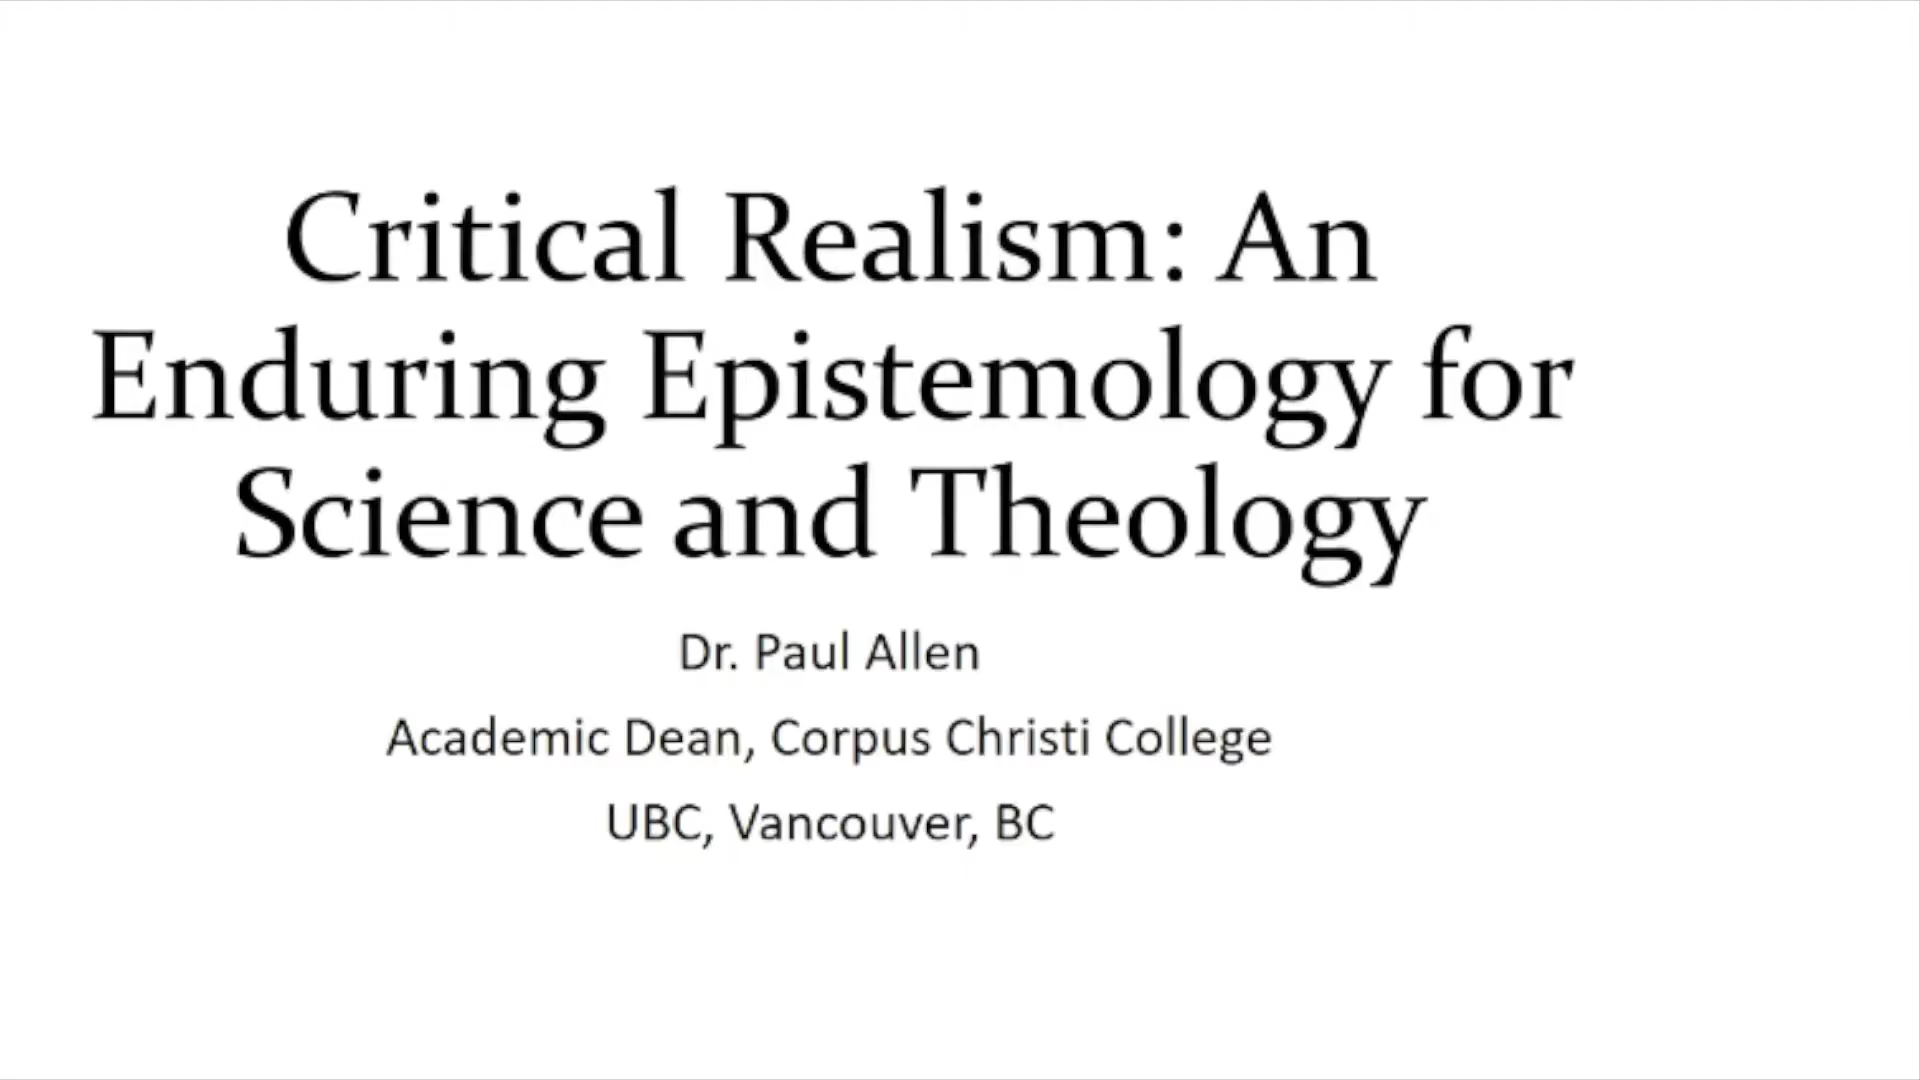 Critical Realism: An
Enduring Epistemology for
Science and Theology
Dr. Paul Allen
Academic Dean, Corpus Christi College
UBC, Vancouver, BC